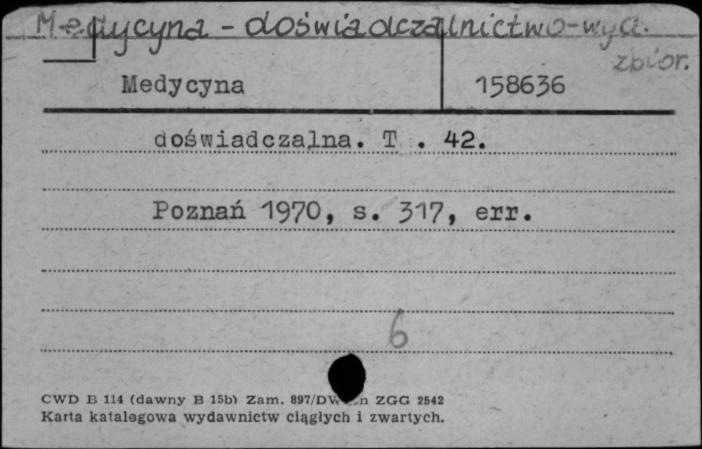 Medycyna - doświadczalnictwo - wyd.
zbior.
Medycyna 158636
doświadczalna. T . 42.
Poznań 1970, s. 317, err.
6
CWD B 114 (dawny B 15b) Zam. 897/DW n ZGG 2542
Karta katalogowa wydawnictw ciągłych i zwartych.